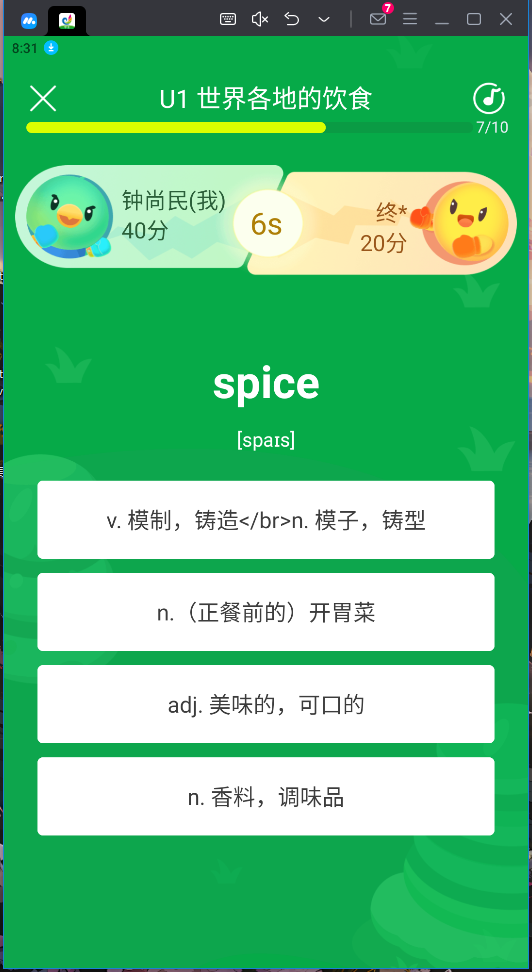 7
8:31
U1 世界各地的饮食
7/10
钟尚民(我)
40分
6s
终*
20分
spice
[spaɪs]
v. 模制，铸造</br>n. 模子，铸型
n.（正餐前的）开胃菜
adj. 美味的，可口的
n. 香料，调味品